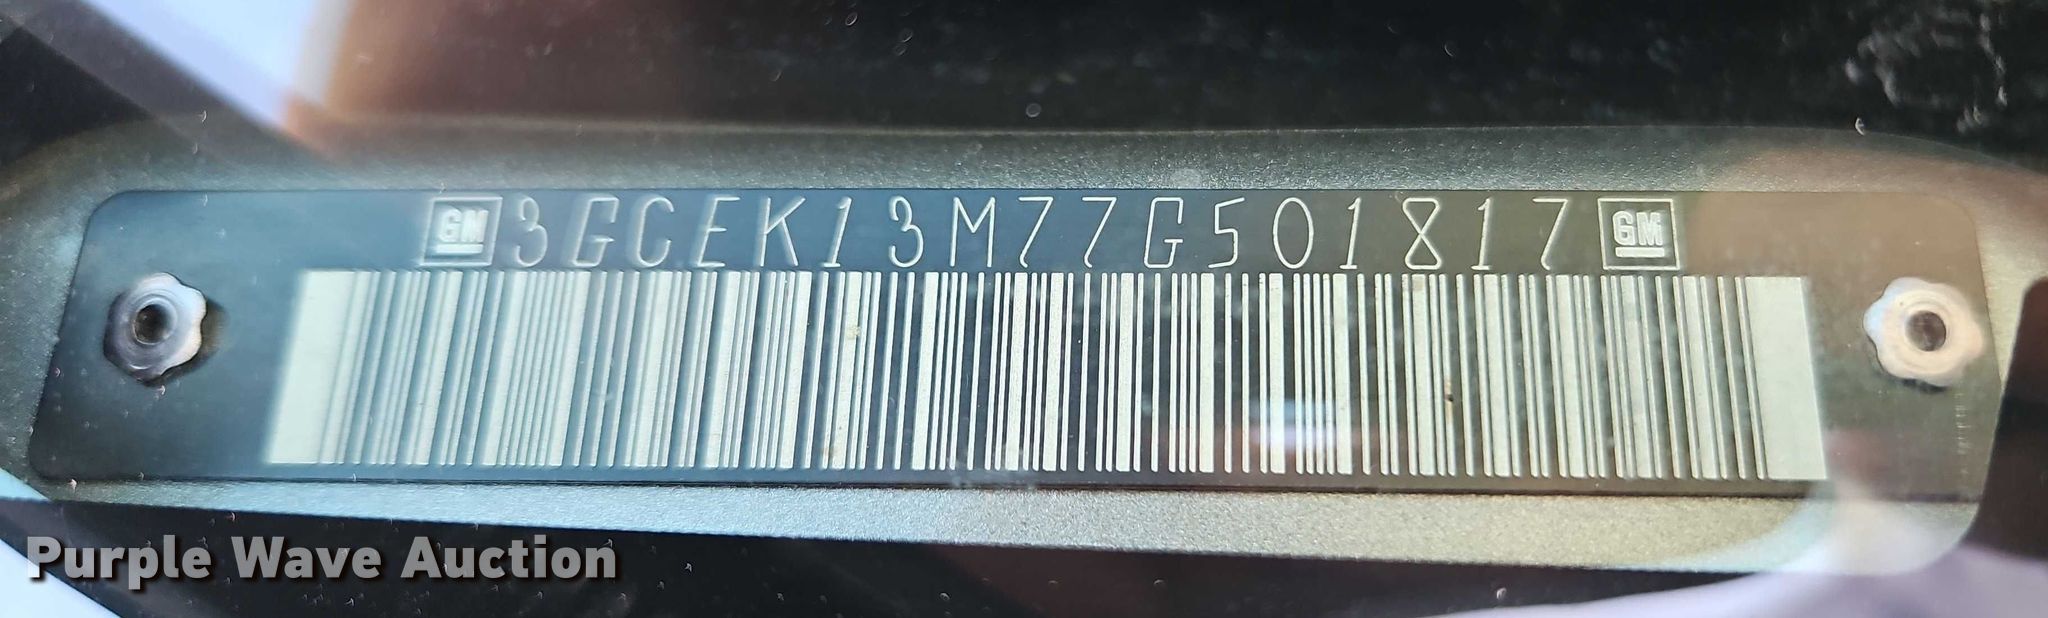 GM 3GCEK13M77G501817 GM
Purple Wave Auction